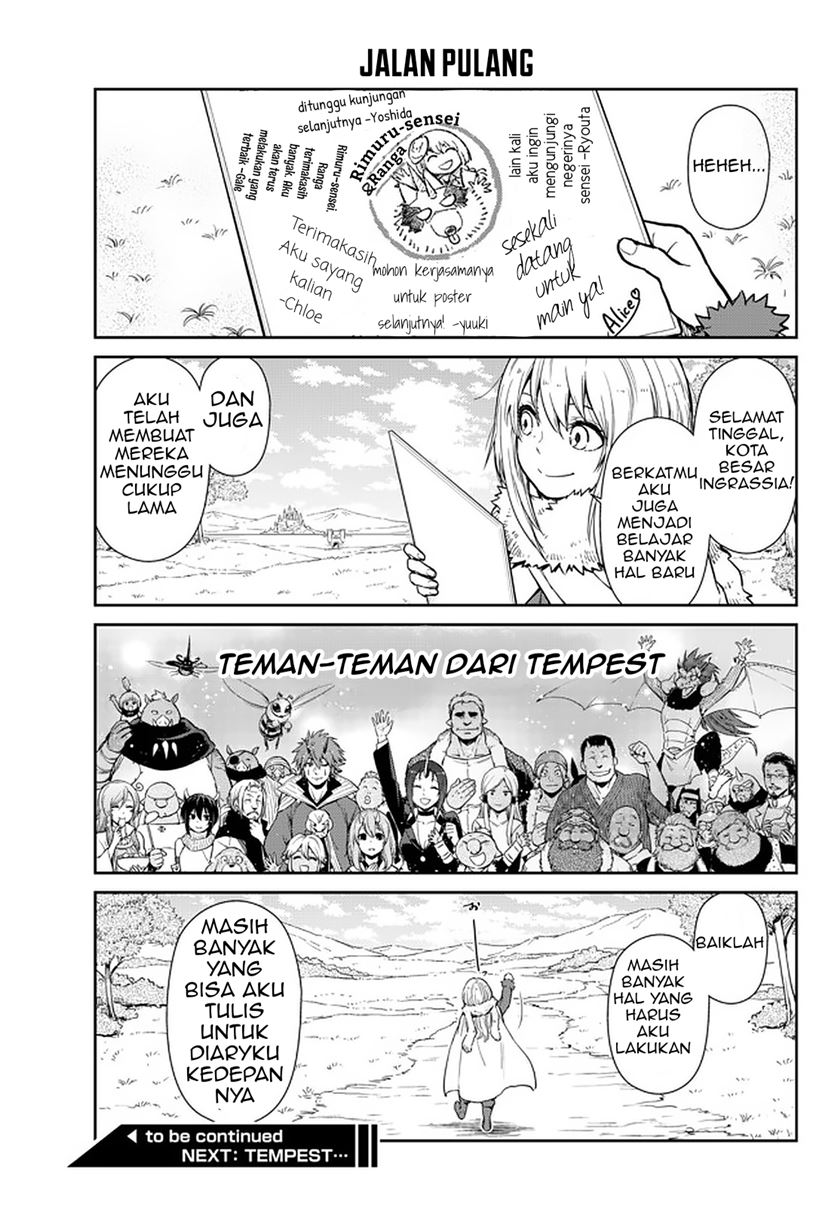 JALAN PULANG
HEHEH...
lain kali
aku ingin
mengunjungi
negerinya
sensei -Ryouta
ditunggu kunjungan
selanjutnya -Yoshida
Rimuru-sensei
&Ranga
Rimuru-sensei,
Ranga
terimakasih
banyak. Aku
akan terus
melakukan yang
terbaik -Gale
Terimakasih
Aku sayang
kalian
-Chloe
mohon kerjasamanya
untuk poster
selanjutnya! -yuuki
sesekali
datang
untuk
main ya!
Alice♡
SELAMAT
TINGGAL,
KOTA
BESAR
INGRASSIA!
BERKATMU
AKU
JUGA
MENJADI
BELAJAR
BANYAK
HAL BARU
DAN
JUGA
AKU
TELAH
MEMBUAT
MEREKA
MENUNGGU
CUKUP
LAMA
TEMAN-TEMAN DARI TEMPEST
BAIKLAH
MASIH
BANYAK
HAL YANG
HARUS
AKU
LAKUKAN
お
MASIH
BANYAK
YANG
BISA AKU
TULIS
UNTUK
DIARYKU
KEDEPAN
NYA
◀ to be continued
NEXT: TEMPEST…